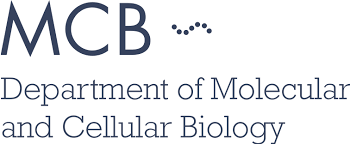 MCB
Department of Molecular
and Cellular Biology